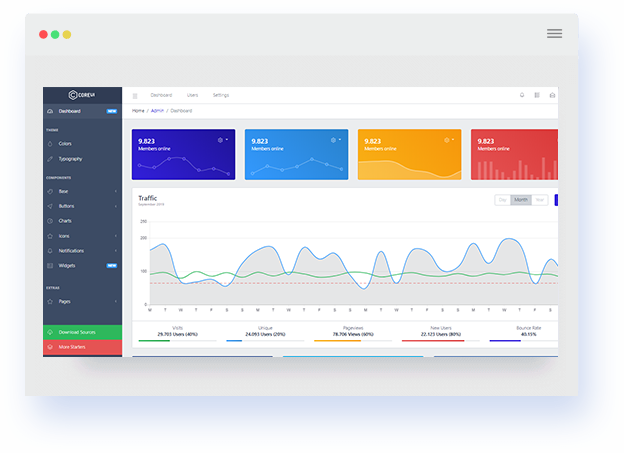 COREUI
Dashboard Users Settings
Dashboard NEW
Home / Admin / Dashboard
THEME
Colors
Typography
COMPONENTS
Base
Buttons
Charts
Icons
Notifications
Widgets NEW
EXTRAS
Pages
Download Sources
More Starters
9.823
Members online
9.823
Members online
9.823
Members online
9.823
Members online
Traffic
September 2019
Day Month Year
250
200
100
0
M T W T F S S M T W T F S S M T W T F S S M T W T F S
Visits
29.703 Users (40%)
Unique
24.093 Users (20%)
Pageviews
78.706 Views (60%)
New Users
22.123 Users (80%)
Bounce Rate
40.15%